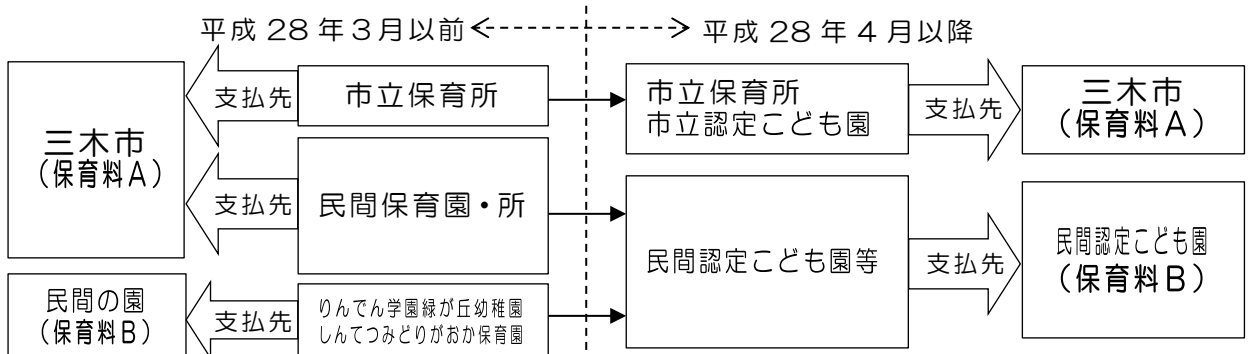 平成 28 年 3 月以前
平成 28 年 4 月以降
三木市
(保育料A)
支払先
市立保育所
支払先
民間保育園・所
民間の園
(保育料B)
支払先
りんでん学園緑が丘幼稚園
しんてつみどりがおか保育園
市立保育所
市立認定こども園
支払先
三木市
(保育料A)
民間認定こども園等
支払先
民間認定こども園
(保育料B)